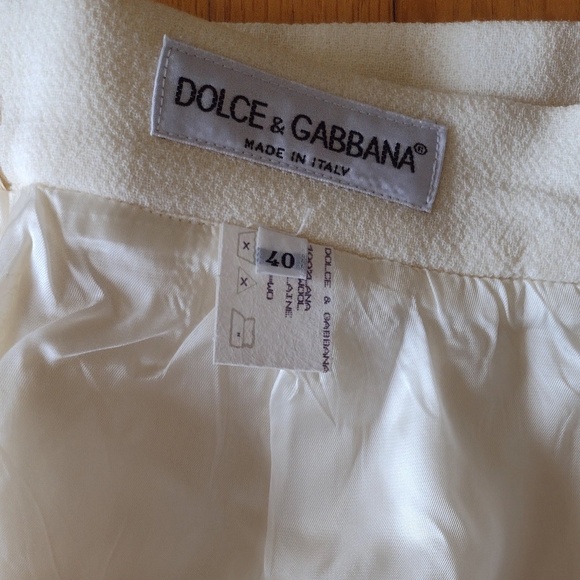 DOLCE & GABBANA®
MADE IN ITALY
40
DOLCE & GABBANA
100% LANA
WOOL
LAINE